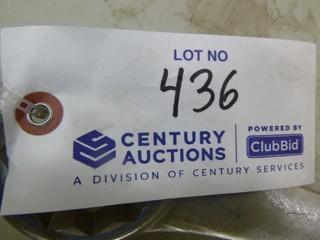 LOT NO
436
CENTURY AUCTIONS
POWERED BY
ClubBid
A DIVISION OF CENTURY SERVICES